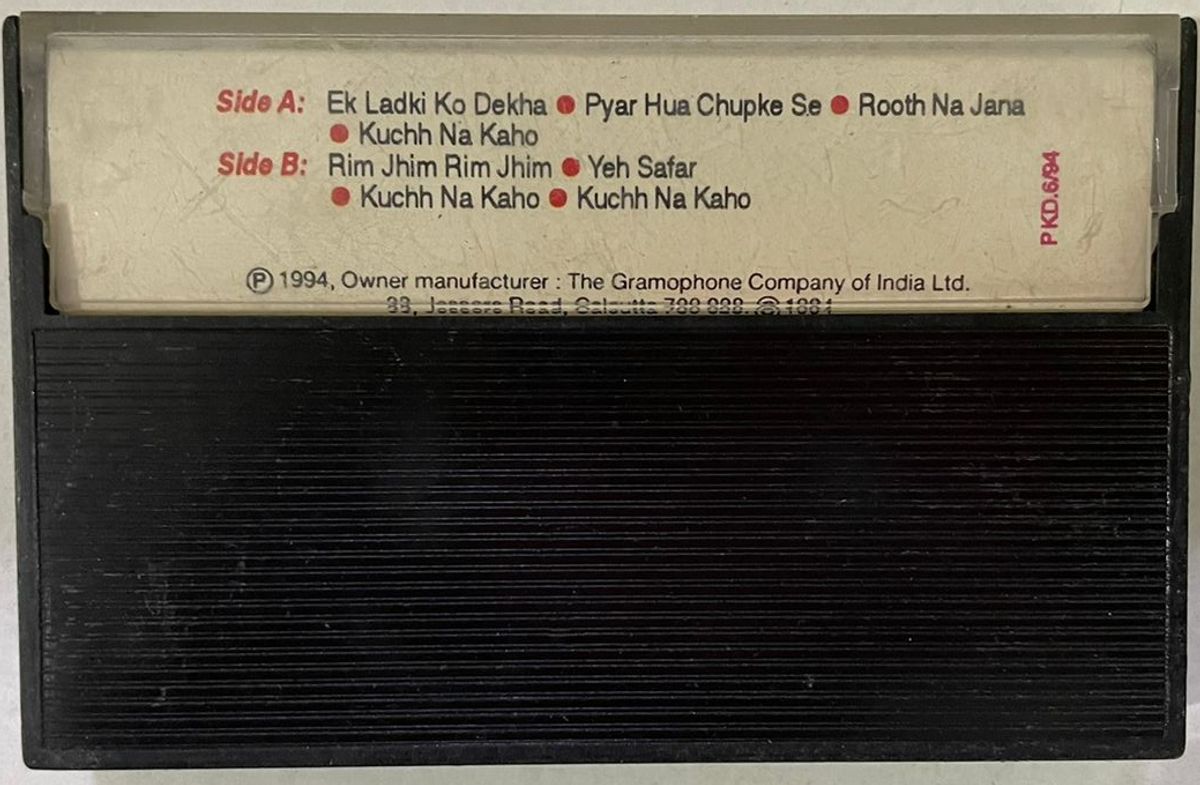 Side A: Ek Ladki Ko Dekha ● Pyar Hua Chupke Se ● Rooth Na Jana
● Kuchh Na Kaho
Side B: Rim Jhim Rim Jhim ● Yeh Safar
● Kuchh Na Kaho ● Kuchh Na Kaho
PKD.6/94
Ⓟ 1994, Owner manufacturer : The Gramophone Company of India Ltd.
Road, Calcutta